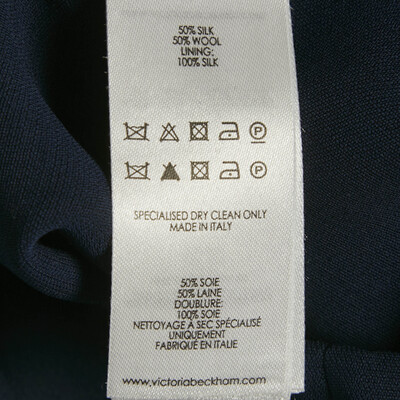 50% SILK
50% WOOL
LINING:
100% SILK
P
P
SPECIALISED DRY CLEAN ONLY
MADE IN ITALY
50% SOIE
50% LAINE
DOUBLURE:
100% SOIE
NETTOYAGE À SEC SPÉCIALISÉ
UNIQUEMENT
FABRIQUÉ EN ITALIE
www.victoriabeckham.com